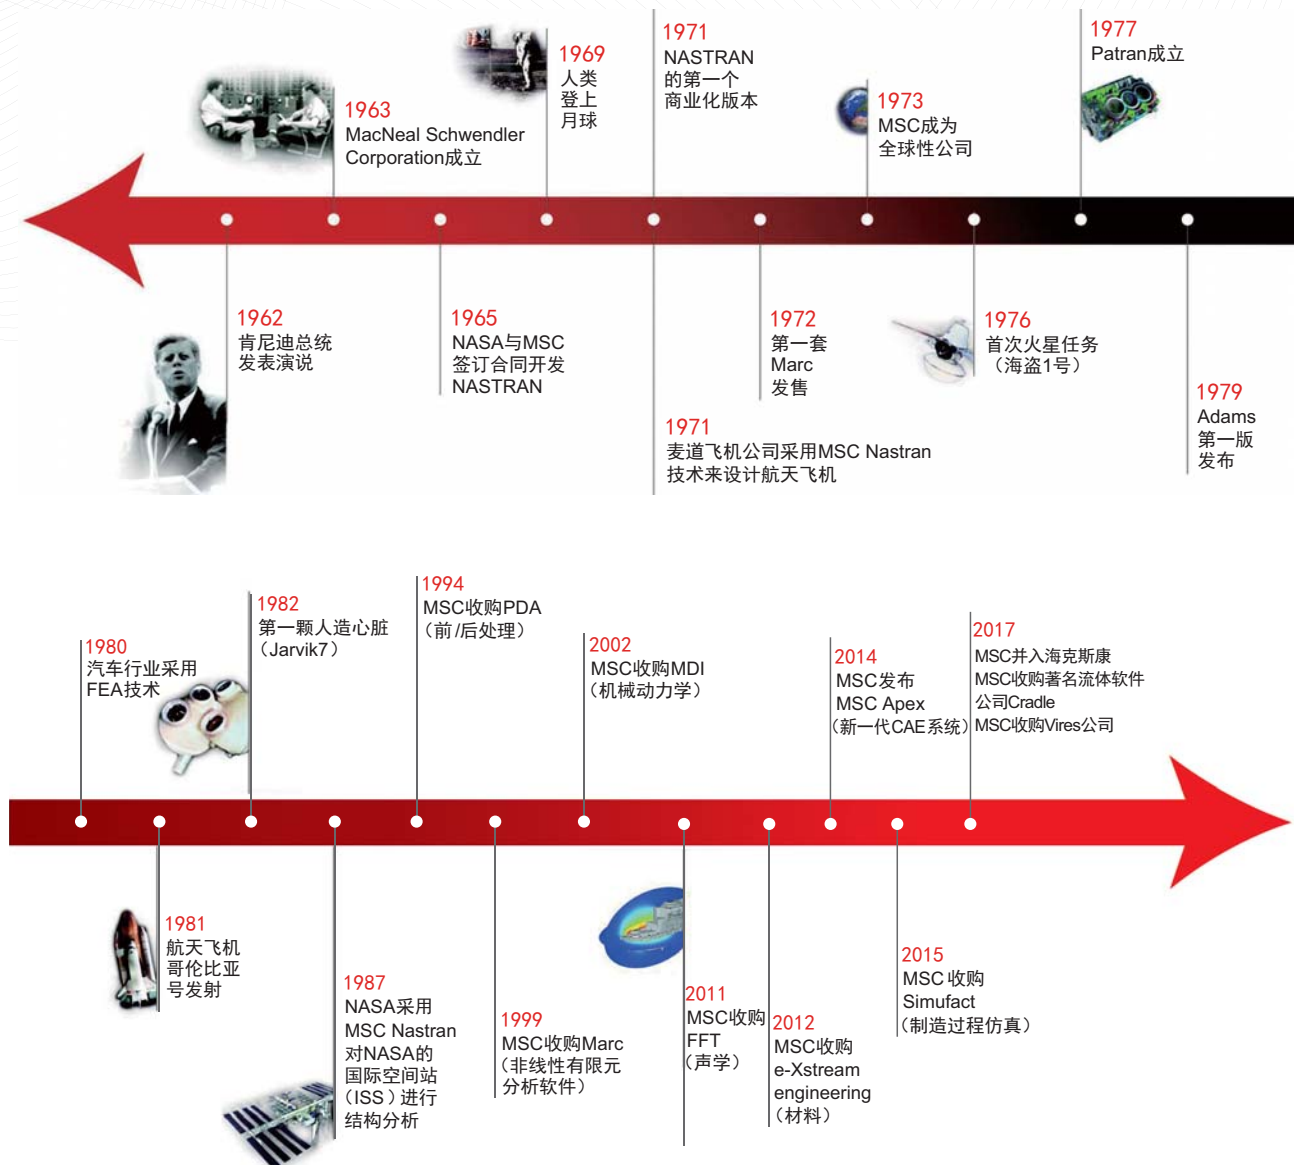 1962
肯尼迪总统
发表演说
1963
MacNeal Schwendler
Corporation成立
1965
NASA与MSC
签订合同开发
NASTRAN
1969
人类
登上
月球
1971
NASTRAN
的第一个
商业化版本
1971
麦道飞机公司采用MSC Nastran
技术来设计航天飞机
1972
第一套
Marc
发售
1973
MSC成为
全球性公司
1976
首次火星任务
（海盗1号）
1977
Patran成立
1979
Adams
第一版
发布
1980
汽车行业采用
FEA技术
1981
航天飞机
哥伦比亚
号发射
1982
第一颗人造心脏
（Jarvik7）
1987
NASA采用
MSC Nastran
对NASA的
国际空间站
（ISS）进行
结构分析
1994
MSC收购PDA
（前/后处理）
1999
MSC收购Marc
（非线性有限元
分析软件）
2002
MSC收购MDI
（机械动力学）
2011
MSC收购
FFT
（声学）
2012
MSC收购
e-Xstream
engineering
（材料）
2014
MSC发布
MSC Apex
（新一代CAE系统）
2015
MSC 收购
Simufact
（制造过程仿真）
2017
MSC并入海克斯康
MSC收购著名流体软件
公司Cradle
MSC收购Vires公司